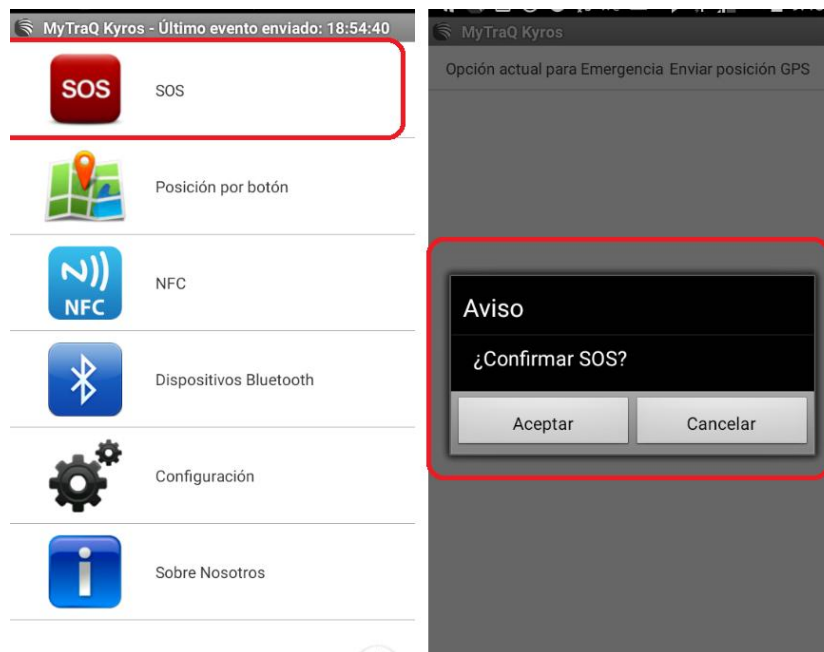 MyTraQ Kyros - Último evento enviado: 18:54:40
SOS
SOS
Posición por botón
NFC
NFC
Dispositivos Bluetooth
Configuración
Sobre Nosotros
MyTraQ Kyros
Opción actual para Emergencia Enviar posición GPS
Aviso
¿Confirmar SOS?
Aceptar
Cancelar